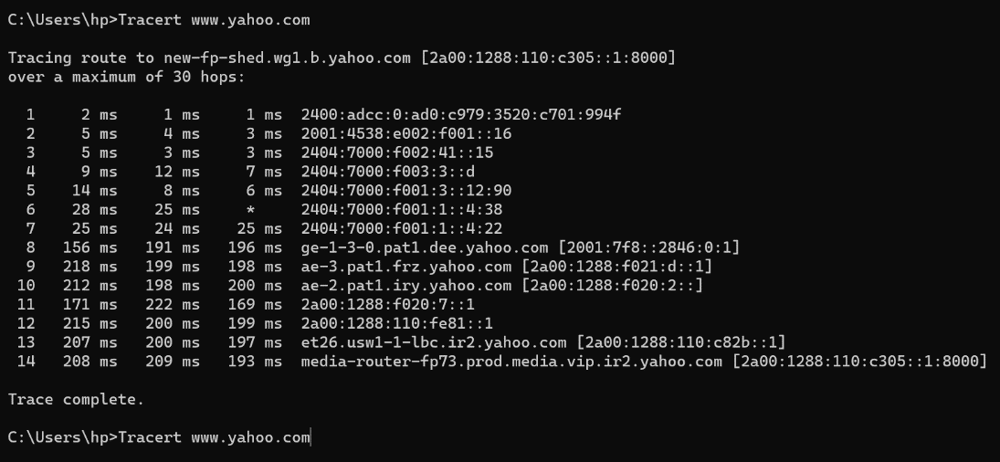 C:\Users\hp>Tracert www.yahoo.com
Tracing route to new-fp-shed.wg1.b.yahoo.com [2a00:1288:110:c305::1:8000]
over a maximum of 30 hops:
1 2 ms 1 ms 1 ms 2400:adcc:0:ad0:c979:3520:c701:994f
2 5 ms 4 ms 3 ms 2001:4538:e002:f001::16
3 5 ms 3 ms 3 ms 2404:7000:f002:41::15
4 9 ms 12 ms 7 ms 2404:7000:f003:3::d
5 14 ms 8 ms 6 ms 2404:7000:f001:3::12:90
6 28 ms 25 ms * 2404:7000:f001:1::4:38
7 25 ms 24 ms 25 ms 2404:7000:f001:1::4:22
8 156 ms 191 ms 196 ms ge-1-3-0.pat1.dee.yahoo.com [2001:7f8::2846:0:1]
9 218 ms 199 ms 198 ms ae-3.pat1.frz.yahoo.com [2a00:1288:f021:d::1]
10 212 ms 198 ms 200 ms ae-2.pat1.iry.yahoo.com [2a00:1288:f020:2::]
11 171 ms 222 ms 169 ms 2a00:1288:f020:7::1
12 215 ms 200 ms 199 ms 2a00:1288:110:fe81::1
13 207 ms 200 ms 197 ms et26.usw1-1-lbc.ir2.yahoo.com [2a00:1288:110:c82b::1]
14 208 ms 209 ms 193 ms media-router-fp73.prod.media.vip.ir2.yahoo.com [2a00:1288:110:c305::1:8000]
Trace complete.
C:\Users\hp>Tracert www.yahoo.com